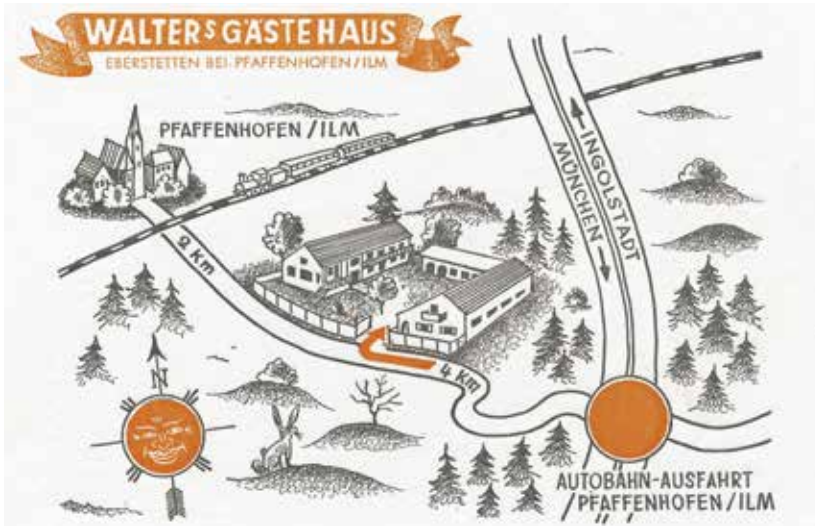 WALTERS GÄSTEHAUS
EBERSTETTEN BEI PFAFFENHOFEN/ILM
PFAFFENHOFEN/ILM
INGOLSTADT
MÜNCHEN
2 Km
4 Km
N
AUTOBAHN-AUSFAHRT
PFAFFENHOFEN/ILM